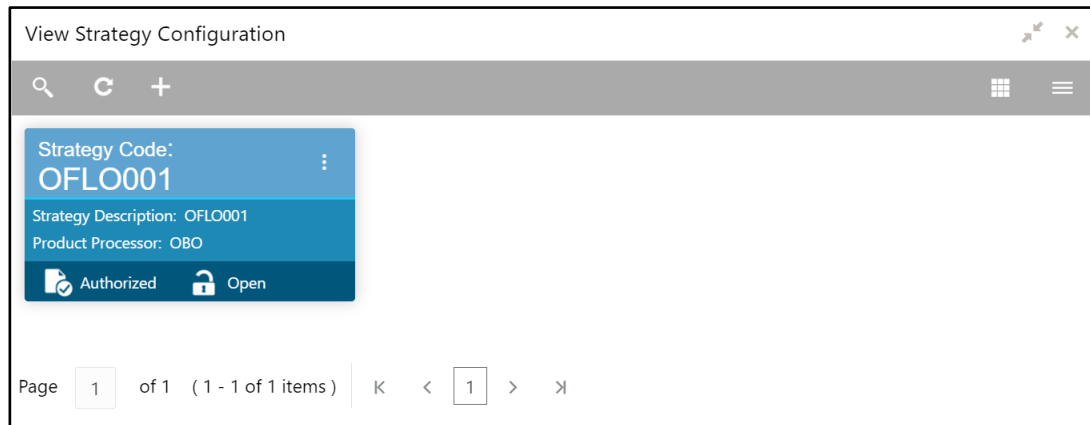 View Strategy Configuration
Strategy Code:
OFLO001
Strategy Description: OFLO001
Product Processor: OBO
Authorized Open
Page 1 of 1 ( 1 - 1 of 1 items ) 1